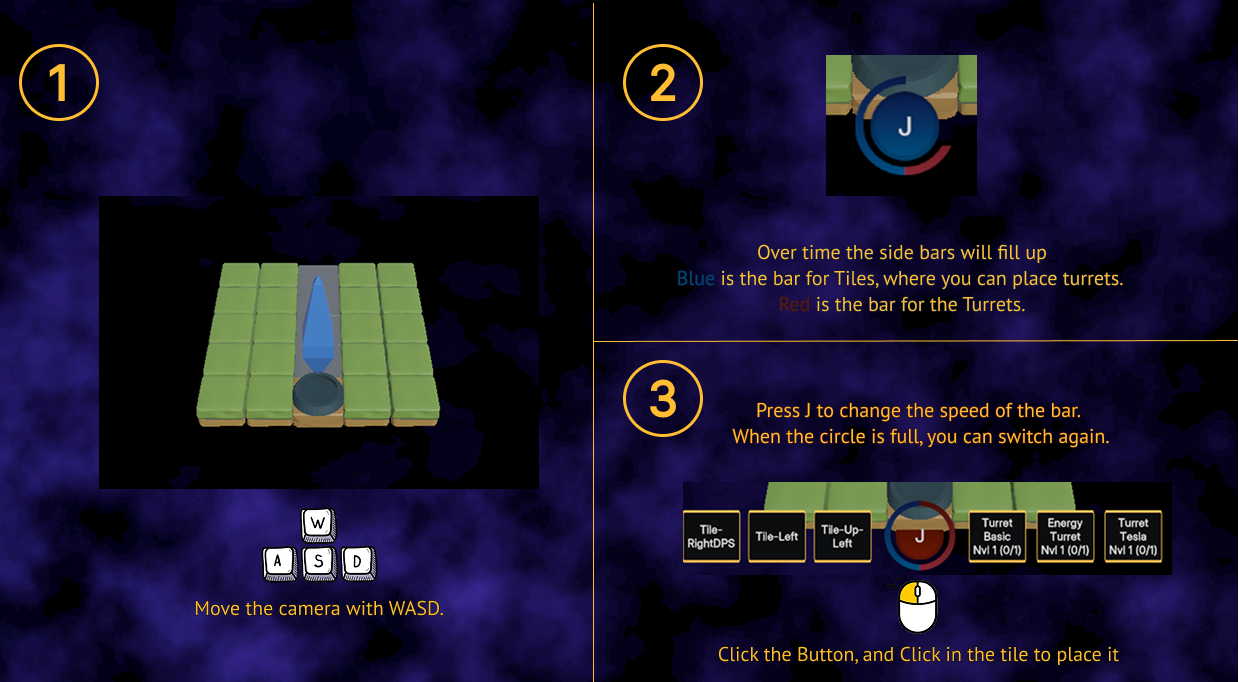 1
W
A S D
Move the camera with WASD.
2
J
Over time the side bars will fill up
Blue is the bar for Tiles, where you can place turrets.
Red is the bar for the Turrets.
3
Press J to change the speed of the bar.
When the circle is full, you can switch again.
Tile-
RightDPS
Tile-Left
Tile-Up-
Left
J
Turret
Basic
Nvl 1 (0/1)
Energy
Turret
Nvl 1 (0/1)
Turret
Tesla
Nvl 1 (0/1)
Click the Button, and Click in the tile to place it